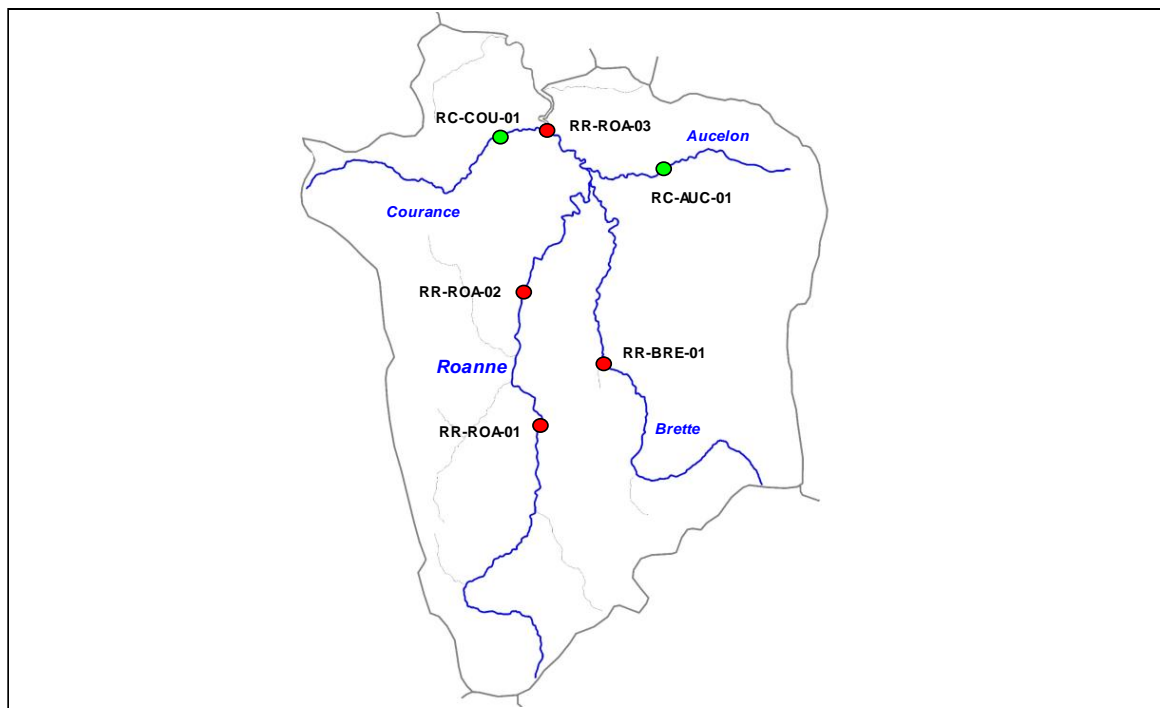 RC-COU-01
RR-ROA-03
Aucelon
RC-AUC-01
Courance
RR-ROA-02
RR-BRE-01
Roanne
RR-ROA-01
Brette